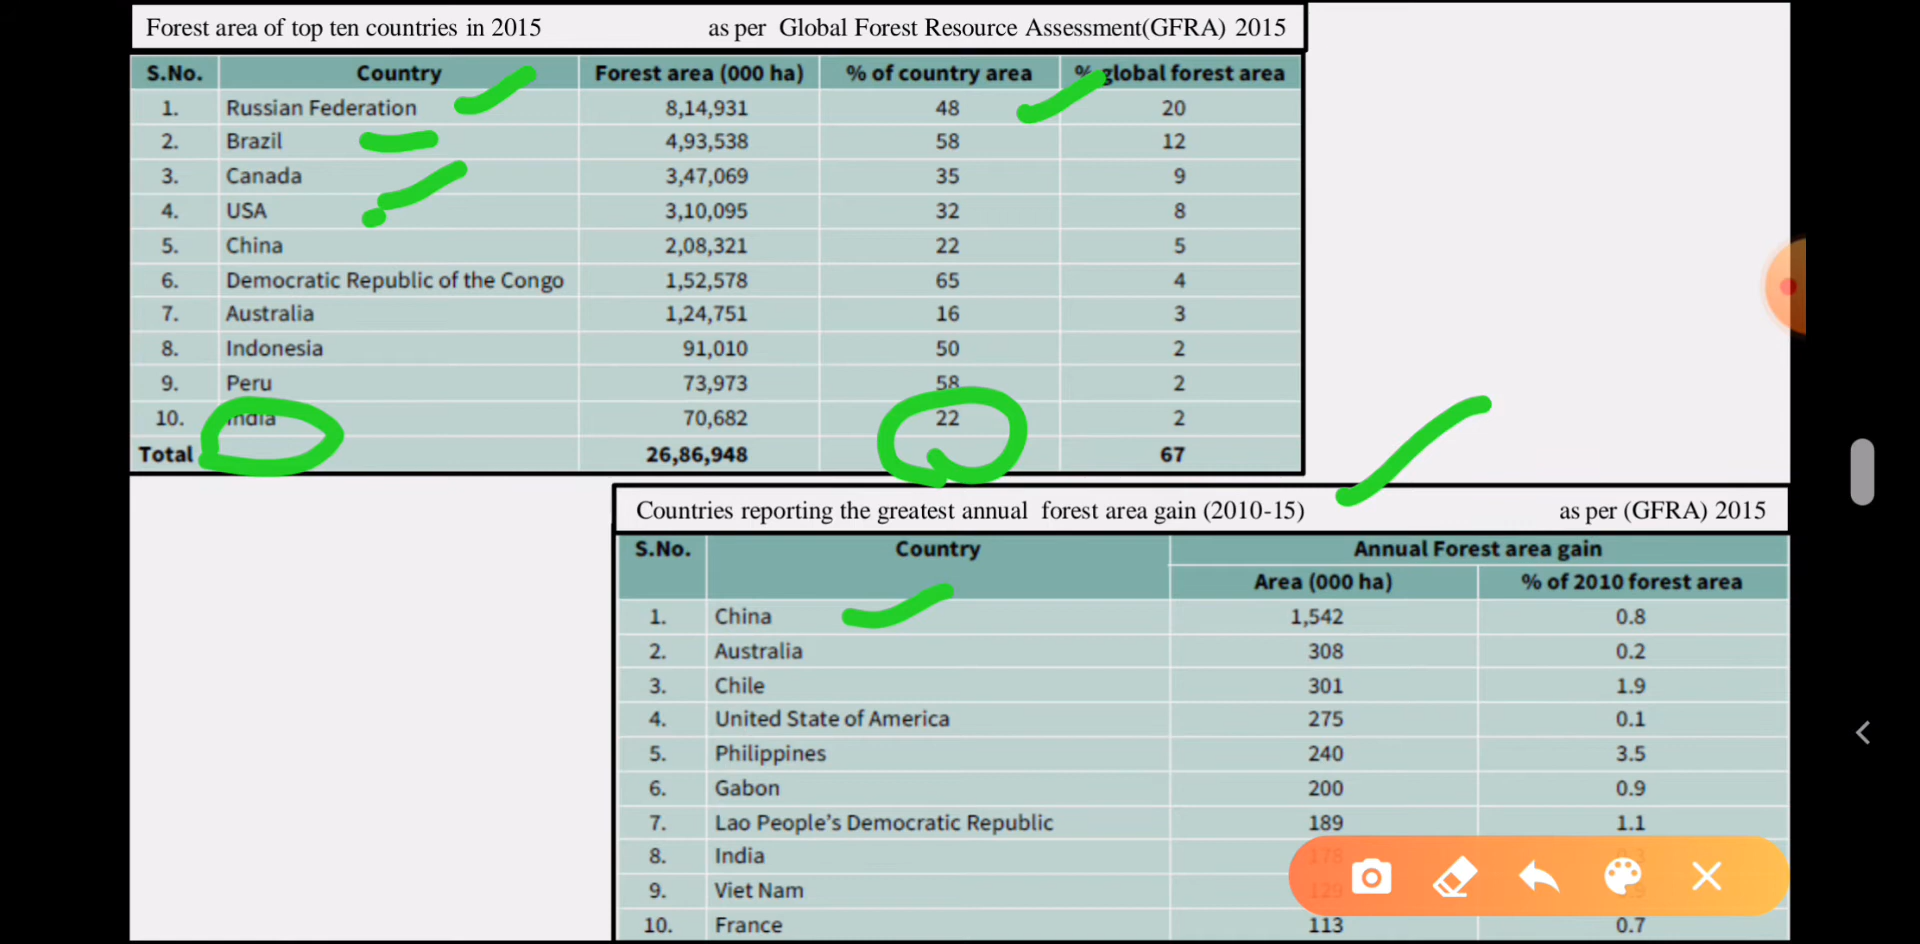 Forest area of top ten countries in 2015 as per Global Forest Resource Assessment(GFRA) 2015
S.No. Country Forest area (000 ha) % of country area % global forest area
1. Russian Federation 8,14,931 48 20
2. Brazil 4,93,538 58 12
3. Canada 3,47,069 35 9
4. USA 3,10,095 32 8
5. China 2,08,321 22 5
6. Democratic Republic of the Congo 1,52,578 65 4
7. Australia 1,24,751 16 3
8. Indonesia 91,010 50 2
9. Peru 73,973 58 2
10. India 70,682 22 2
Total 26,86,948 67
Countries reporting the greatest annual forest area gain (2010-15) as per (GFRA) 2015
S.No. Country Annual Forest area gain
Area (000 ha) % of 2010 forest area
1. China 1,542 0.8
2. Australia 308 0.2
3. Chile 301 1.9
4. United State of America 275 0.1
5. Philippines 240 3.5
6. Gabon 200 0.9
7. Lao People's Democratic Republic 189 1.1
8. India 178
9. Viet Nam 129
10. France 113 0.7